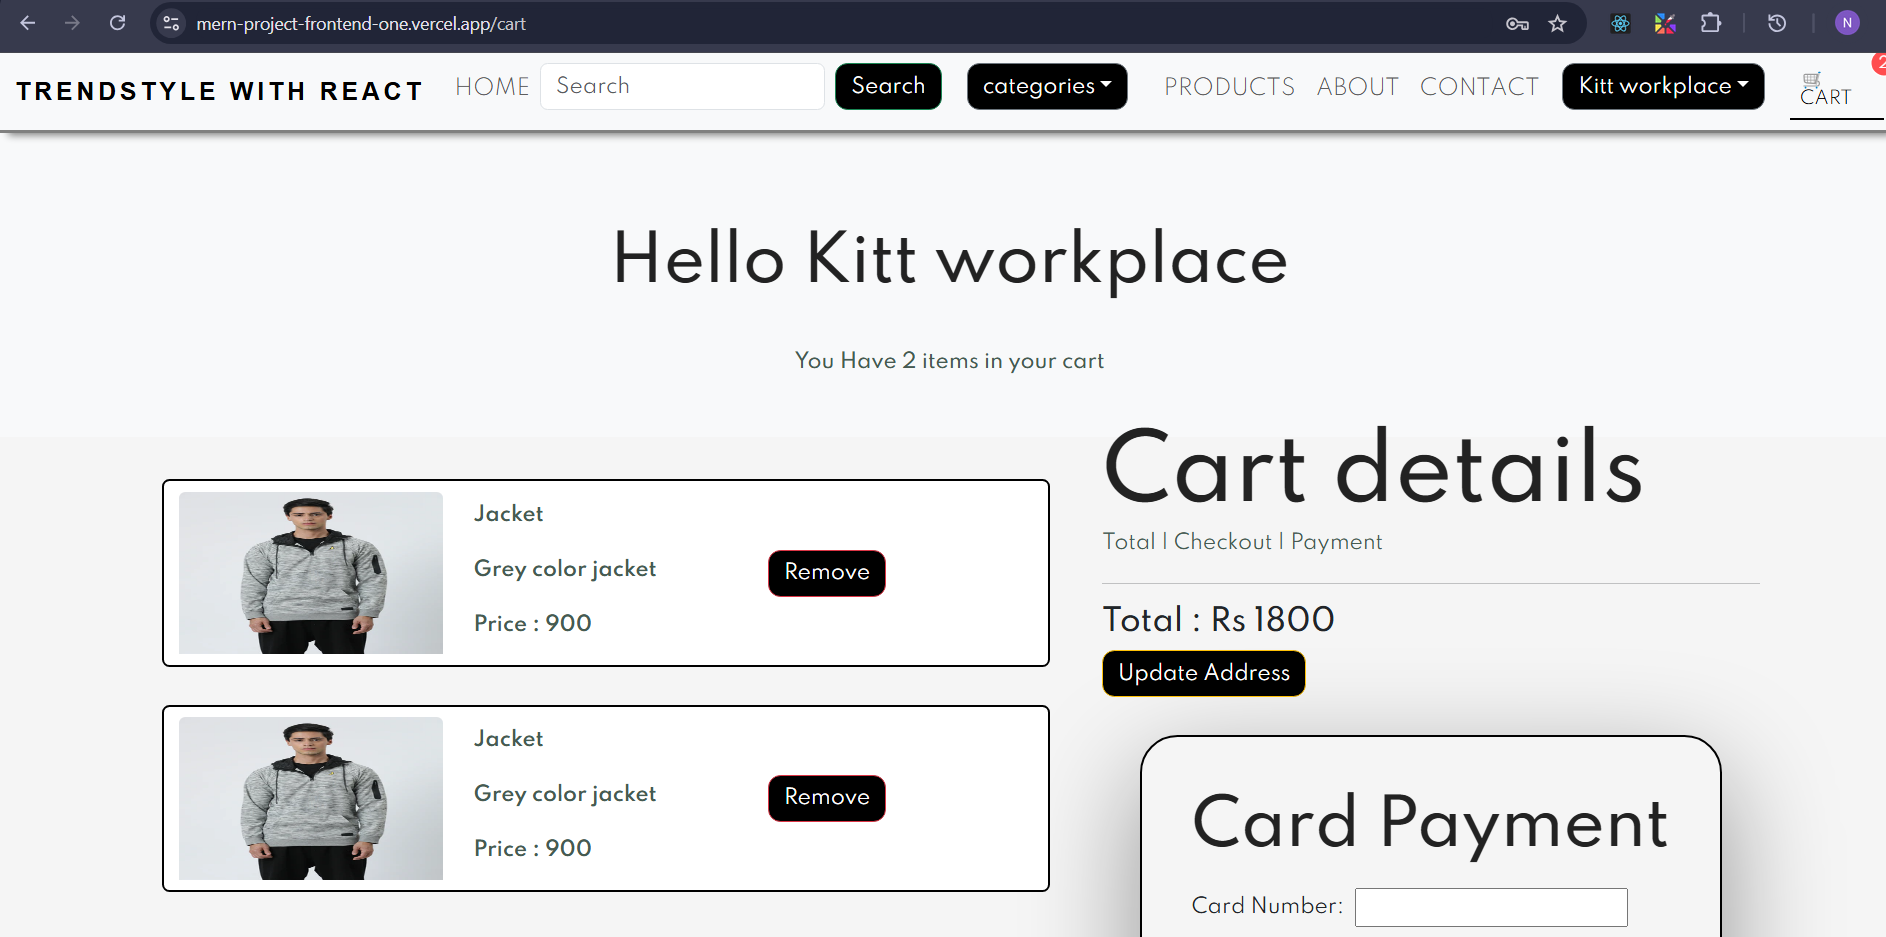 mern-project-frontend-one.vercel.app/cart
N
TRENDSTYLE WITH REACT
HOME
Search
Search
categories
PRODUCTS
ABOUT
CONTACT
Kitt workplace
CART
2
Hello Kitt workplace
You Have 2 items in your cart
Jacket
Grey color jacket
Price : 900
Remove
Jacket
Grey color jacket
Price : 900
Remove
Cart details
Total | Checkout | Payment
Total : Rs 1800
Update Address
Card Payment
Card Number: